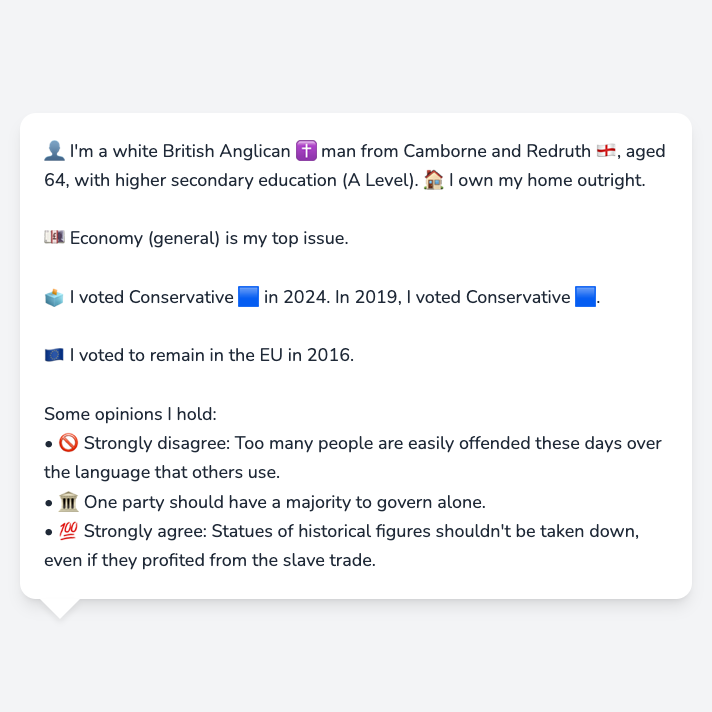 👤 I'm a white British Anglican ✝️ man from Camborne and Redruth 🏴󠁧󠁢󠁥󠁮󠁧󠁿, aged
64, with higher secondary education (A Level). 🏠 I own my home outright.
💷 Economy (general) is my top issue.
🗳️ I voted Conservative 🟦 in 2024. In 2019, I voted Conservative 🟦.
🇪🇺 I voted to remain in the EU in 2016.
Some opinions I hold:
• 🚫 Strongly disagree: Too many people are easily offended these days over
the language that others use.
• 🏛️ One party should have a majority to govern alone.
• 💯 Strongly agree: Statues of historical figures shouldn't be taken down,
even if they profited from the slave trade.